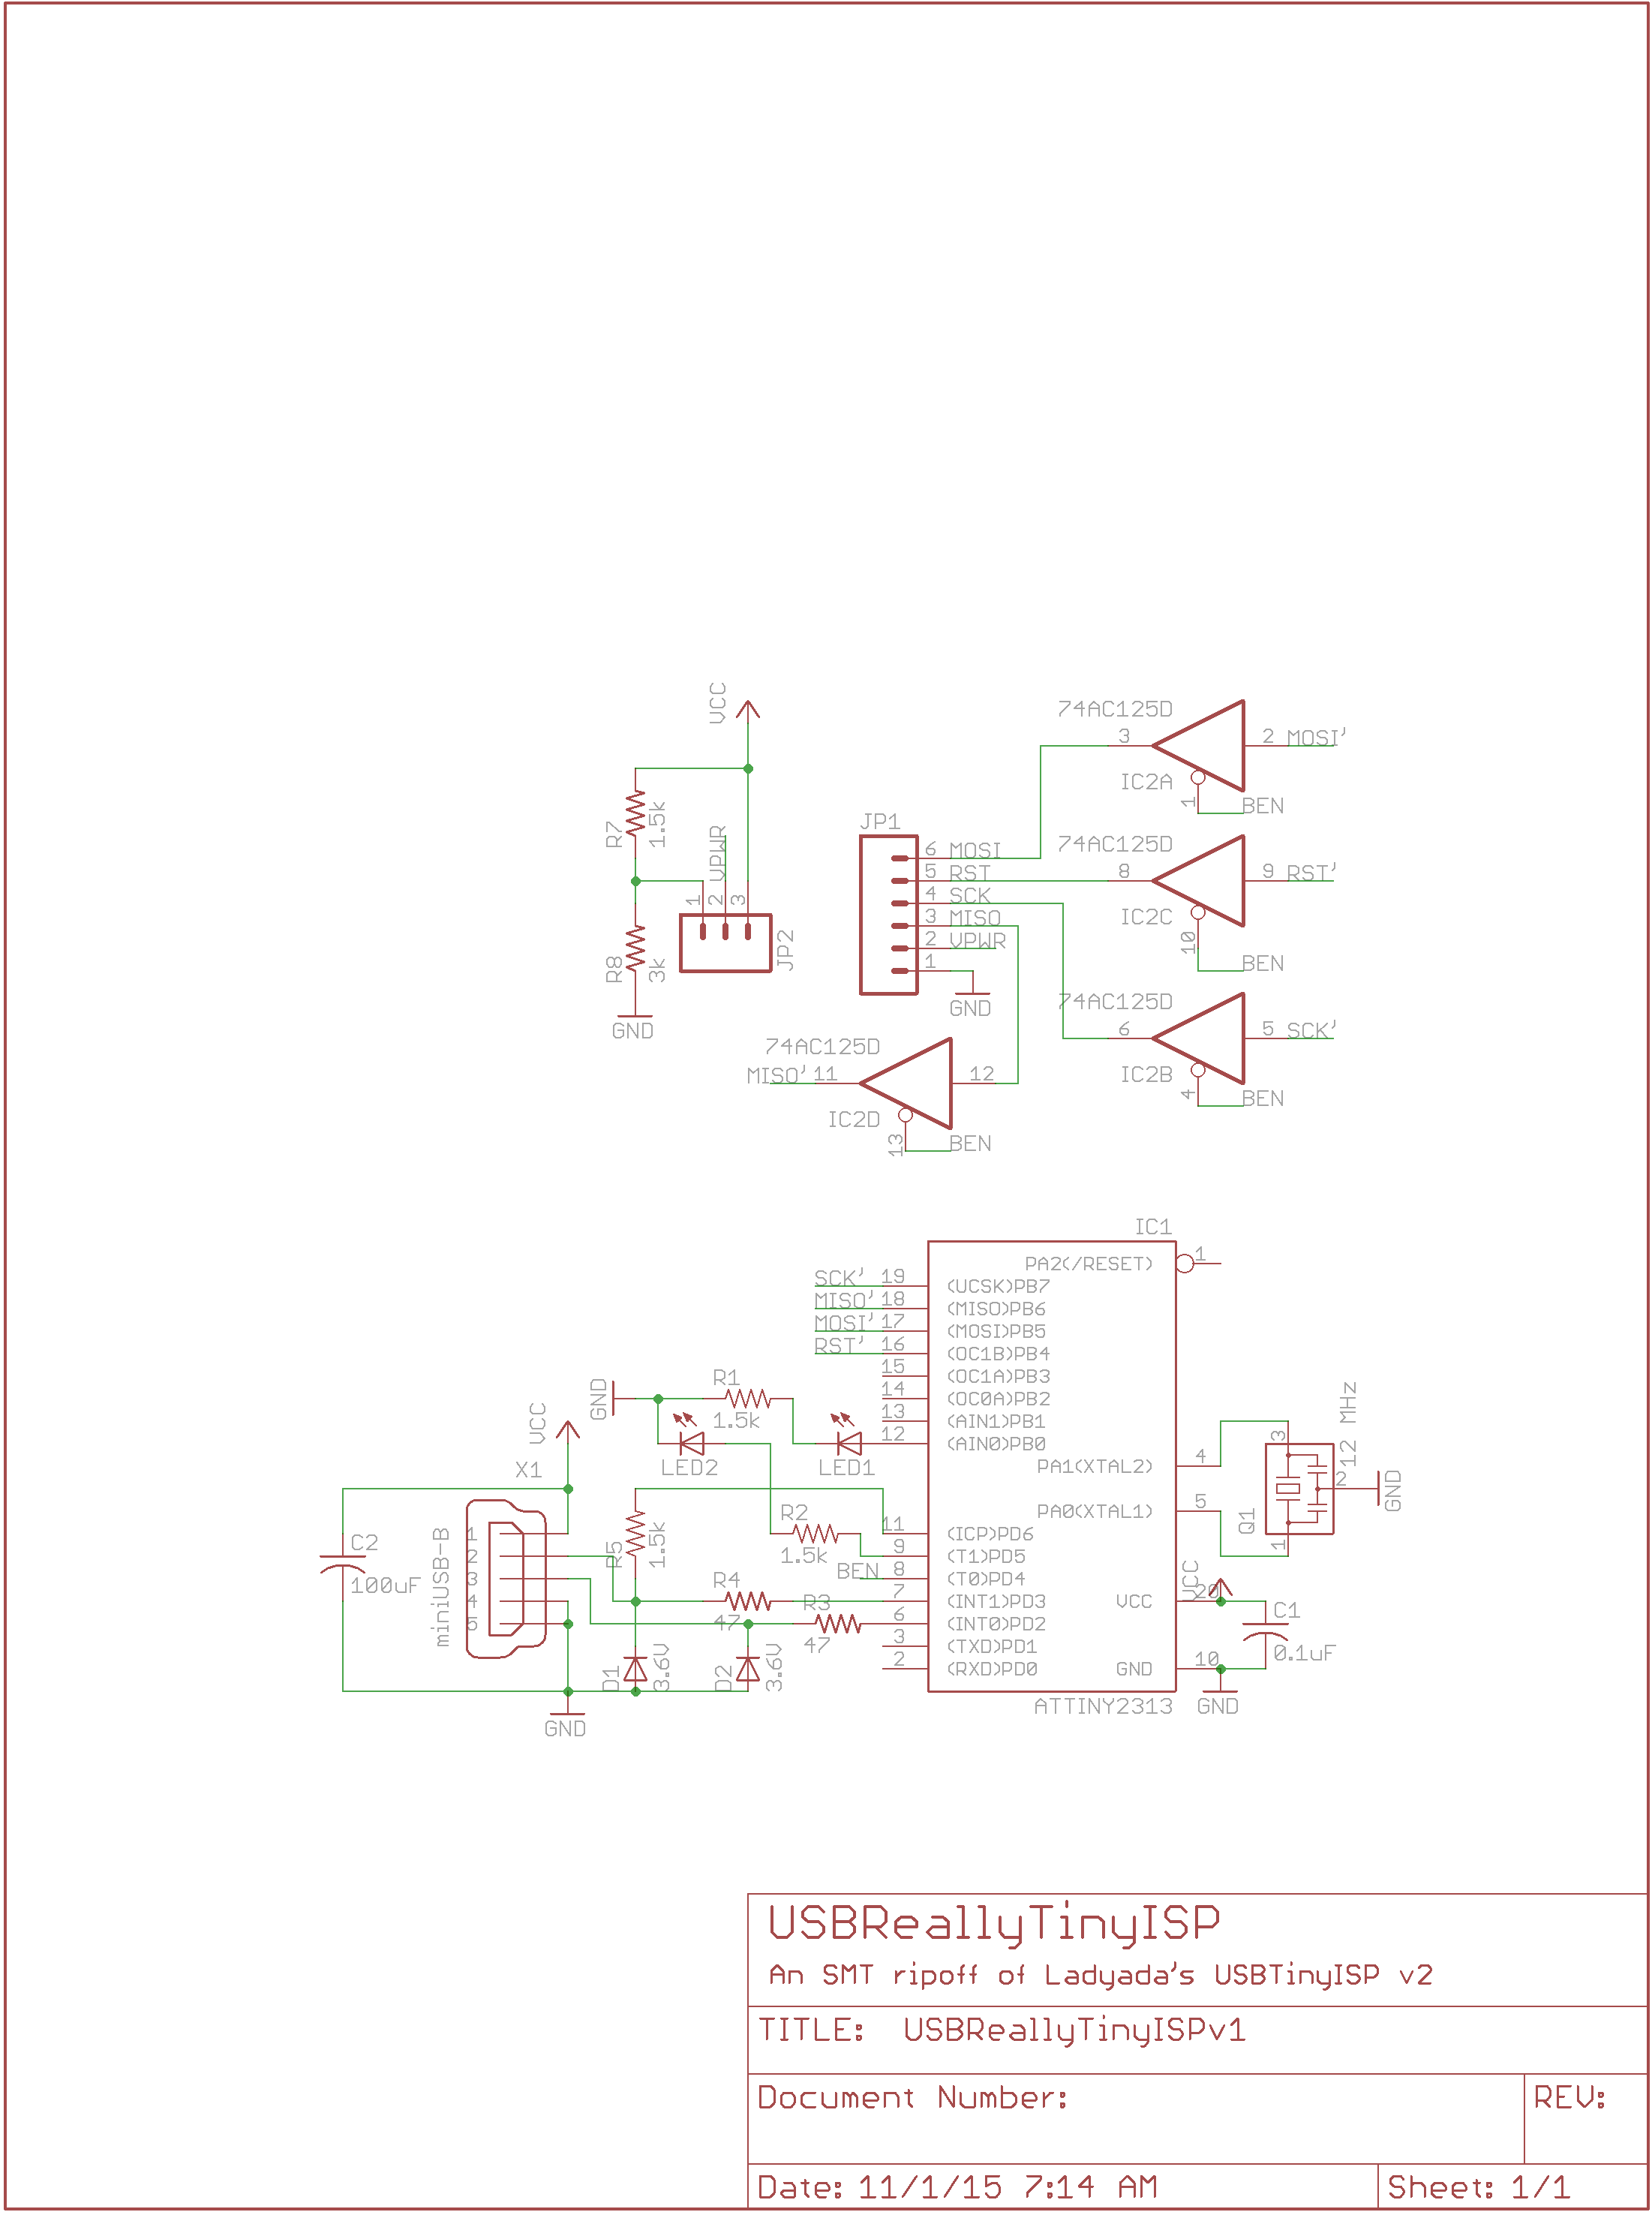 VCC
R7
1.5k
VPWR
1
2
3
JP2
R8
3k
GND
74AC125D
3
2
MOSI'
IC2A
1
BEN
JP1
6 MOSI
5 RST
4 SCK
3 MISO
2 VPWR
1
GND
74AC125D
8
9
RST'
IC2C
10
BEN
74AC125D
6
5
SCK'
IC2B
4
BEN
74AC125D
MISO'
11
12
IC2D
13
BEN
IC1
PA2(/RESET)
1
SCK' 19 (UCSK)PB7
MISO' 18 (MISO)PB6
MOSI' 17 (MOSI)PB5
RST' 16 (OC1B)PB4
15 (OC1A)PB3
14 (OC0A)PB2
13 (AIN1)PB1
12 (AIN0)PB0
PA1(XTAL2) 4
PA0(XTAL1) 5
11 (ICP)PD6
9 (T1)PD5
BEN 8 (T0)PD4
7 (INT1)PD3
6 (INT0)PD2
3 (TXD)PD1
2 (RXD)PD0
VCC 20
GND 10
ATTINY2313
GND
R1
1.5k
LED2
LED1
VCC
X1
R2
1.5k
R5
1.5k
R4
47
R3
47
miniUSB-B
1
2
3
4
5
C2
100uF
D1
3.6V
D2
3.6V
GND
12 MHz
3
2
1
Q1
GND
VCC
C1
0.1uF
GND
USBReallyTinyISP
An SMT ripoff of Ladyada's USBTinyISP v2
TITLE: USBReallyTinyISPv1
Document Number:
REV:
Date: 11/1/15 7:14 AM
Sheet: 1/1